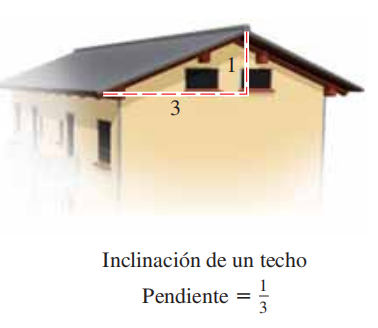 1
3
Inclinación de un techo
Pendiente = 1/3